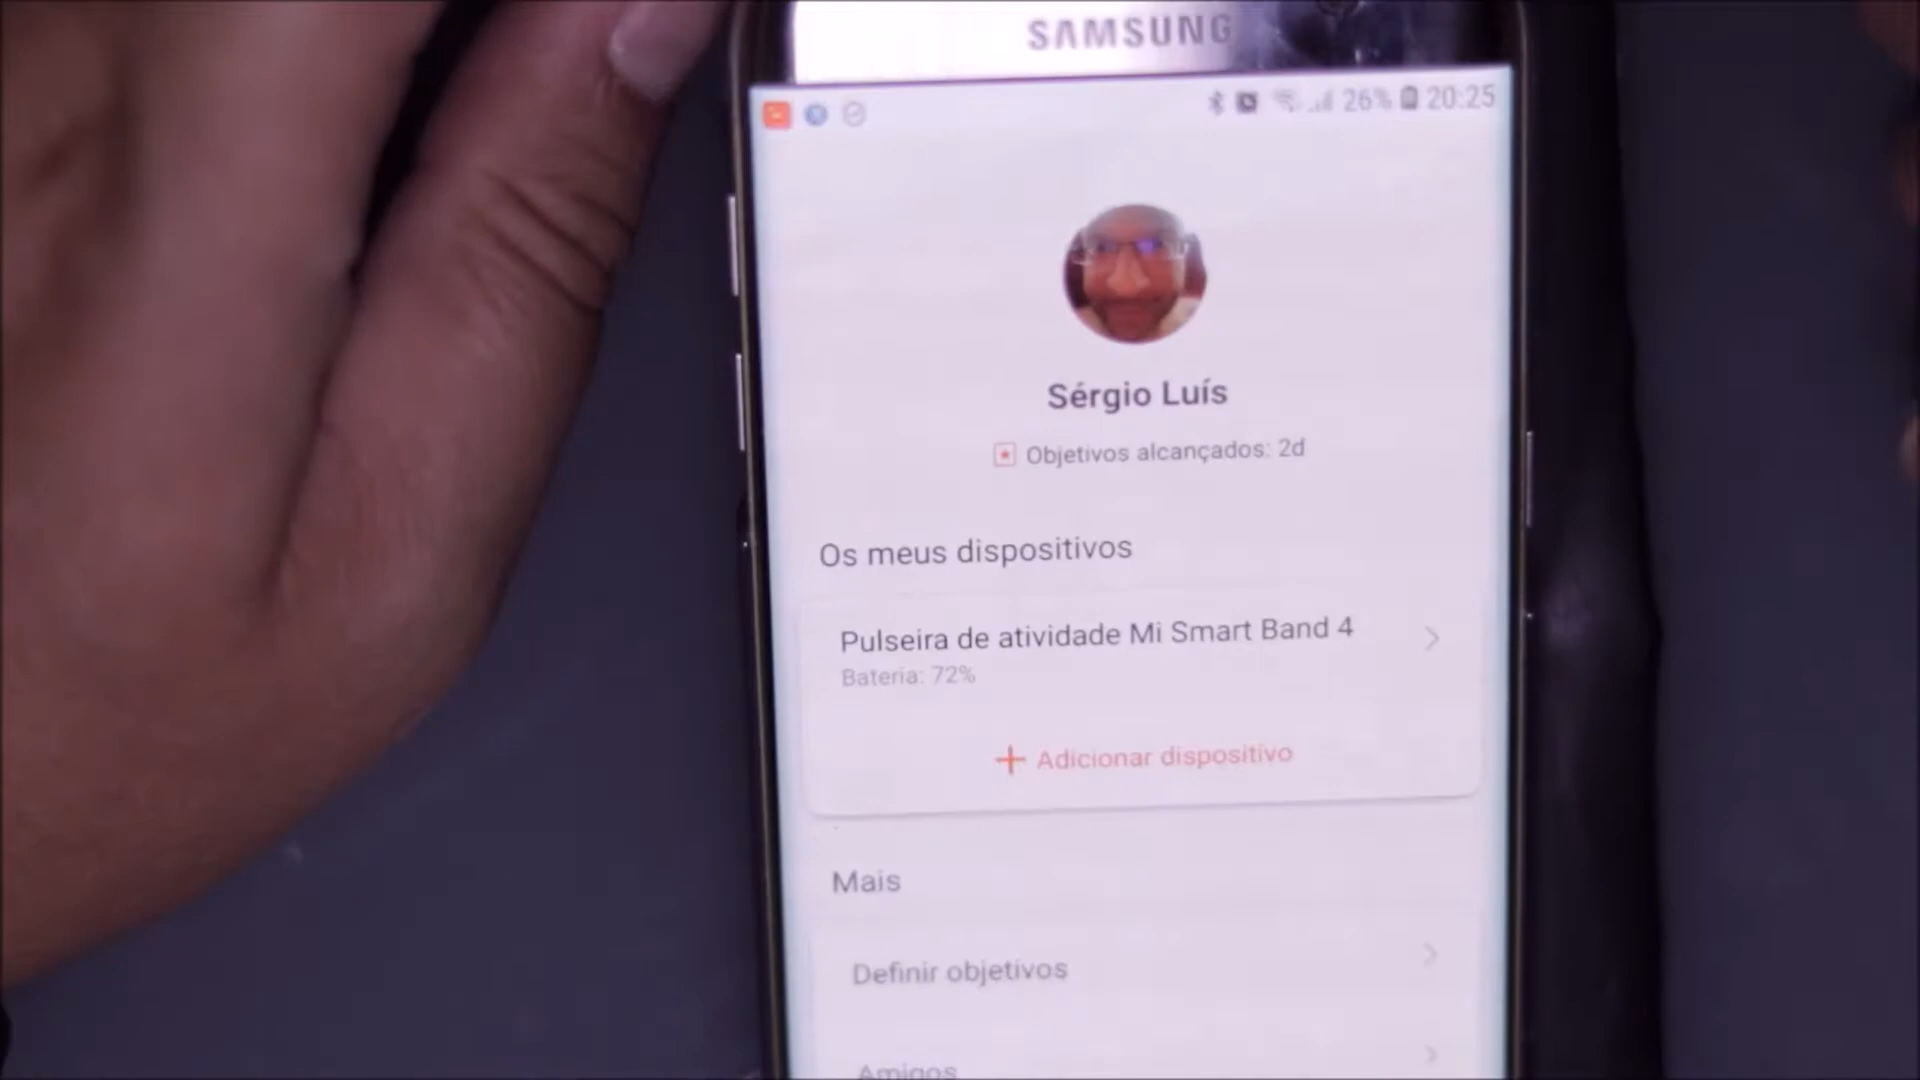 SAMSUNG
26% 20:25
Sérgio Luís
Objetivos alcançados: 2d
Os meus dispositivos
Pulseira de atividade Mi Smart Band 4
Bateria: 72%
+ Adicionar dispositivo
Mais
Definir objetivos
Amigos